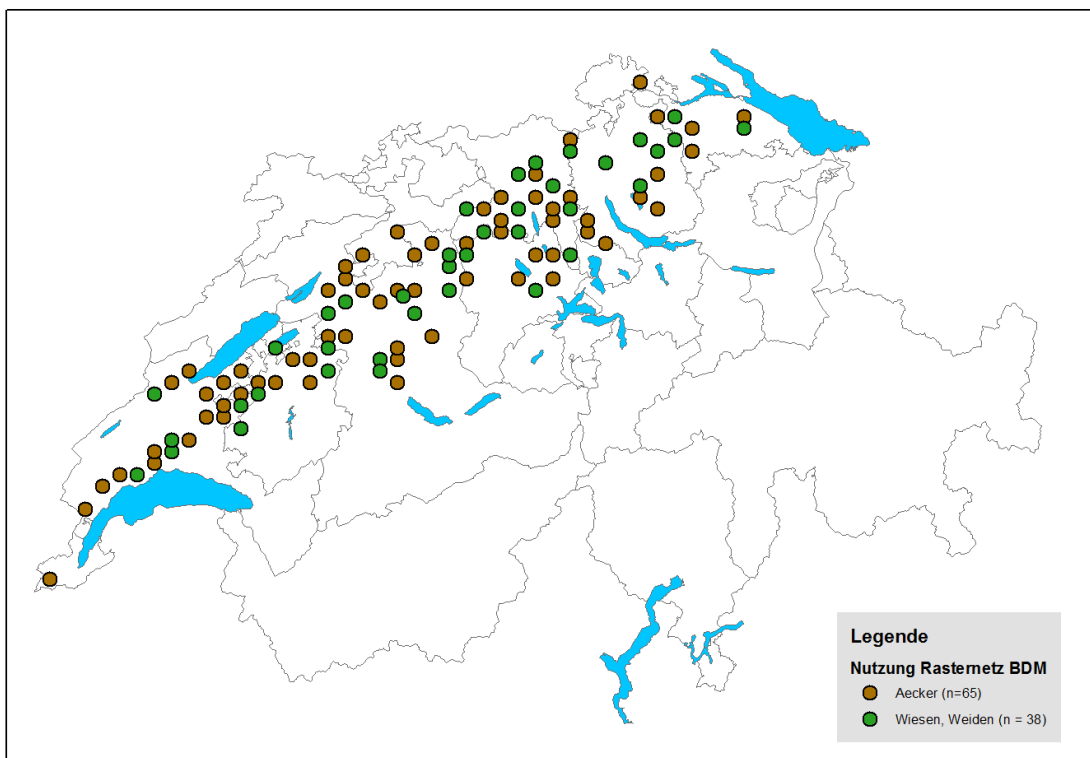 Legende
Nutzung Rasternetz BDM
Aecker (n=65)
Wiesen, Weiden (n = 38)